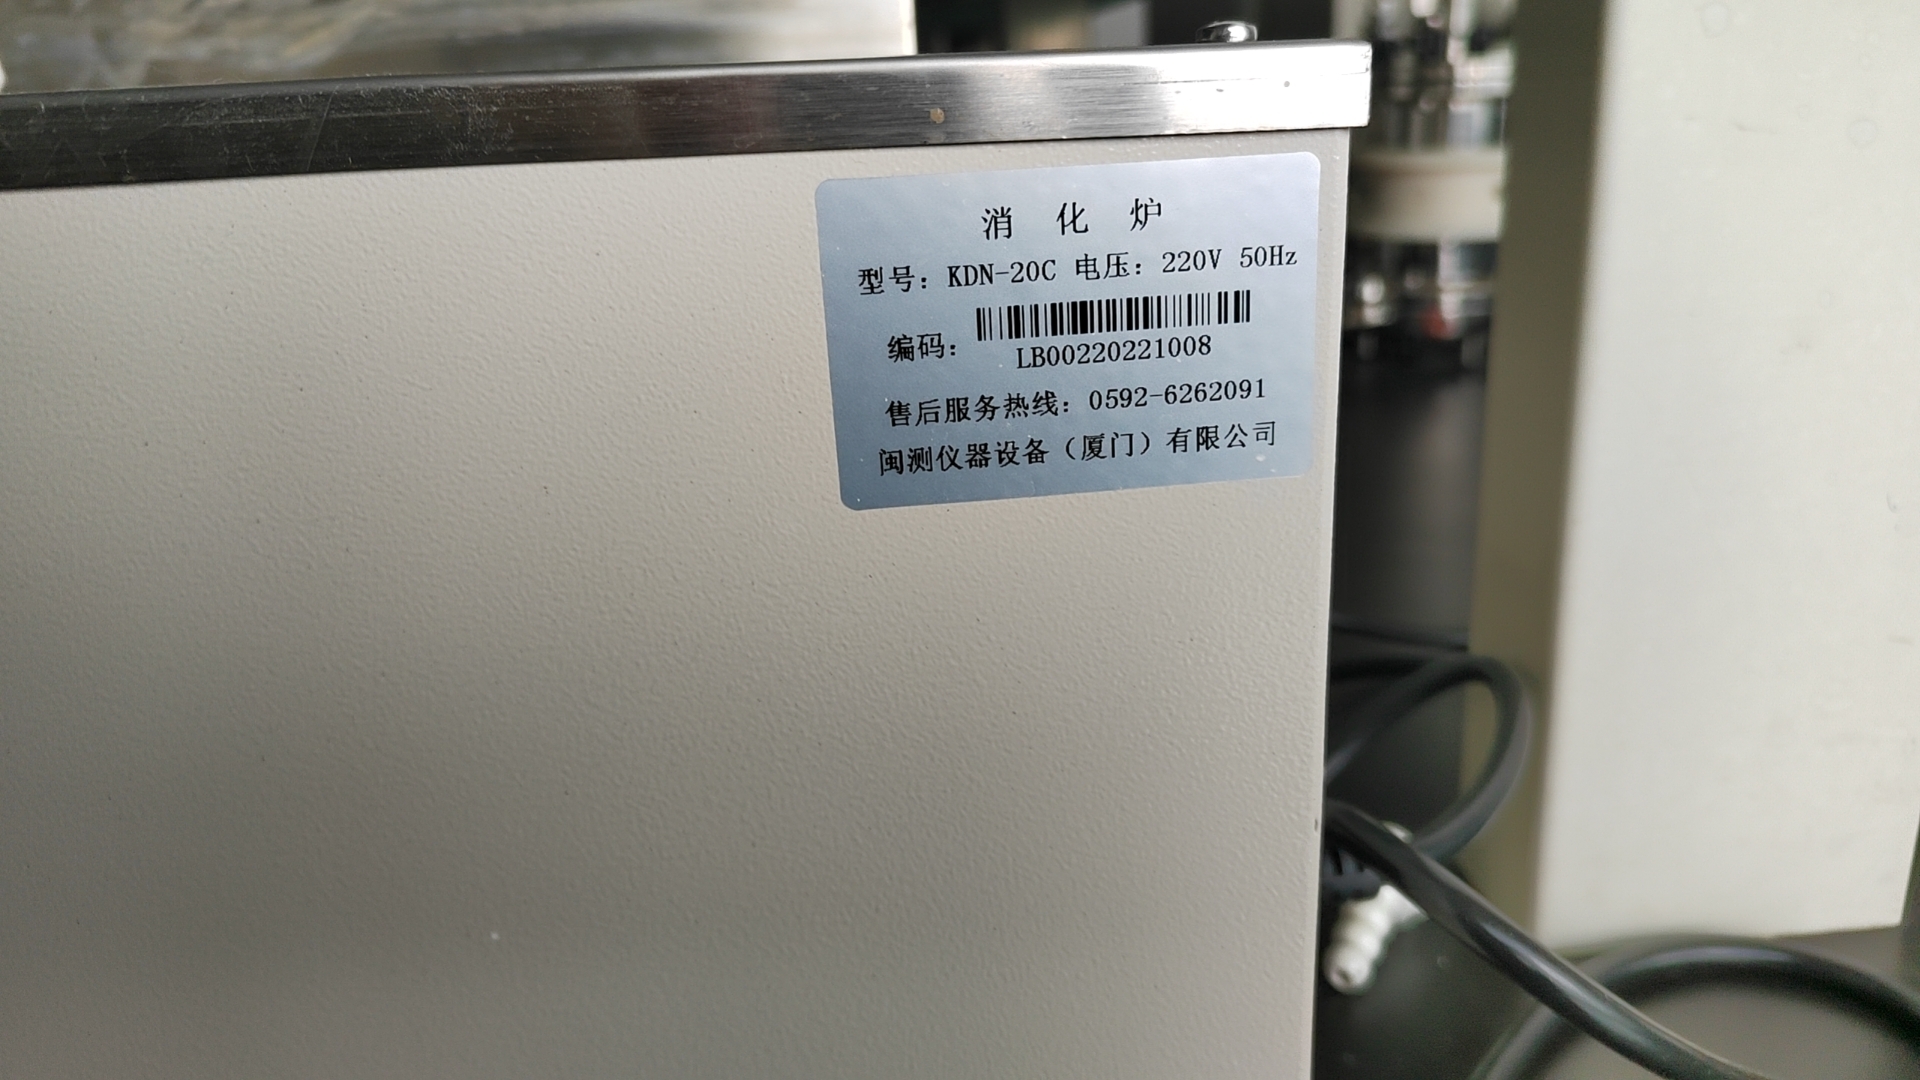 消化炉
型号：KDN-20C 电压：220V 50Hz
编码：
LB00220221008
售后服务热线：0592-6262091
闽测仪器设备（厦门）有限公司